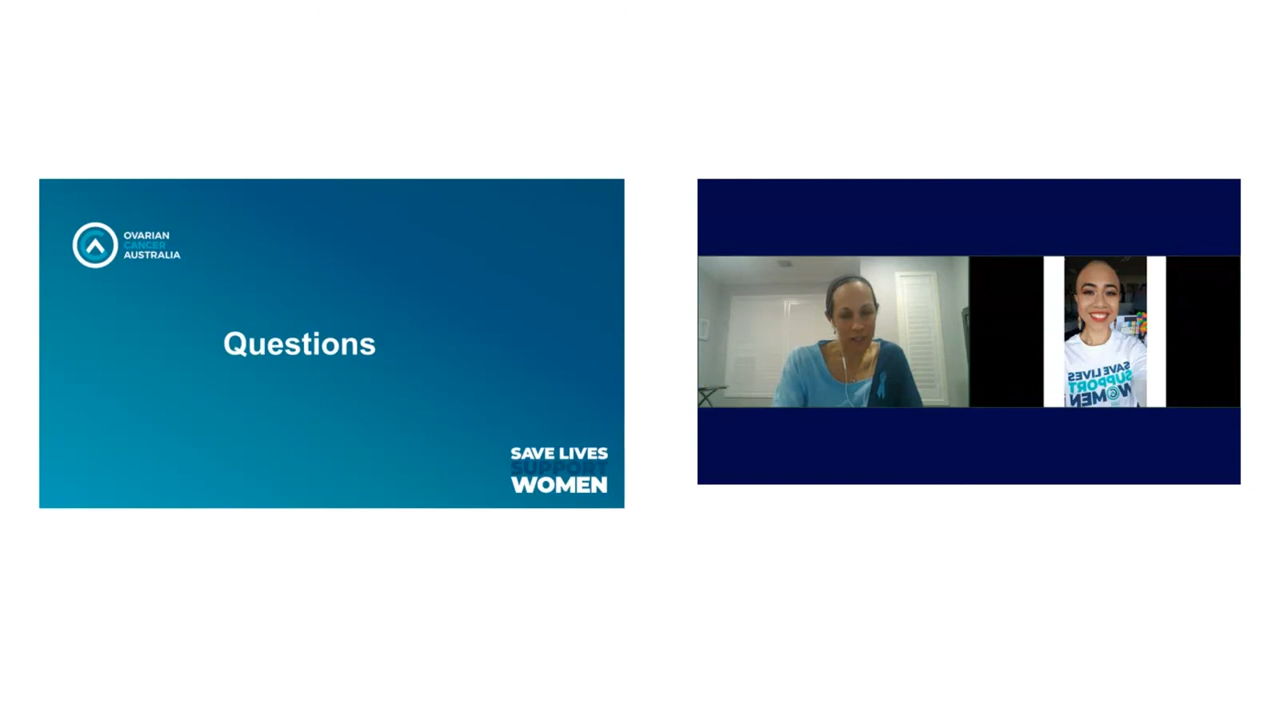 OVARIAN
CANCER
AUSTRALIA
Questions
SAVE LIVES
SUPPORT
WOMEN
SAVE LIVES
SUPPORT
WOMEN